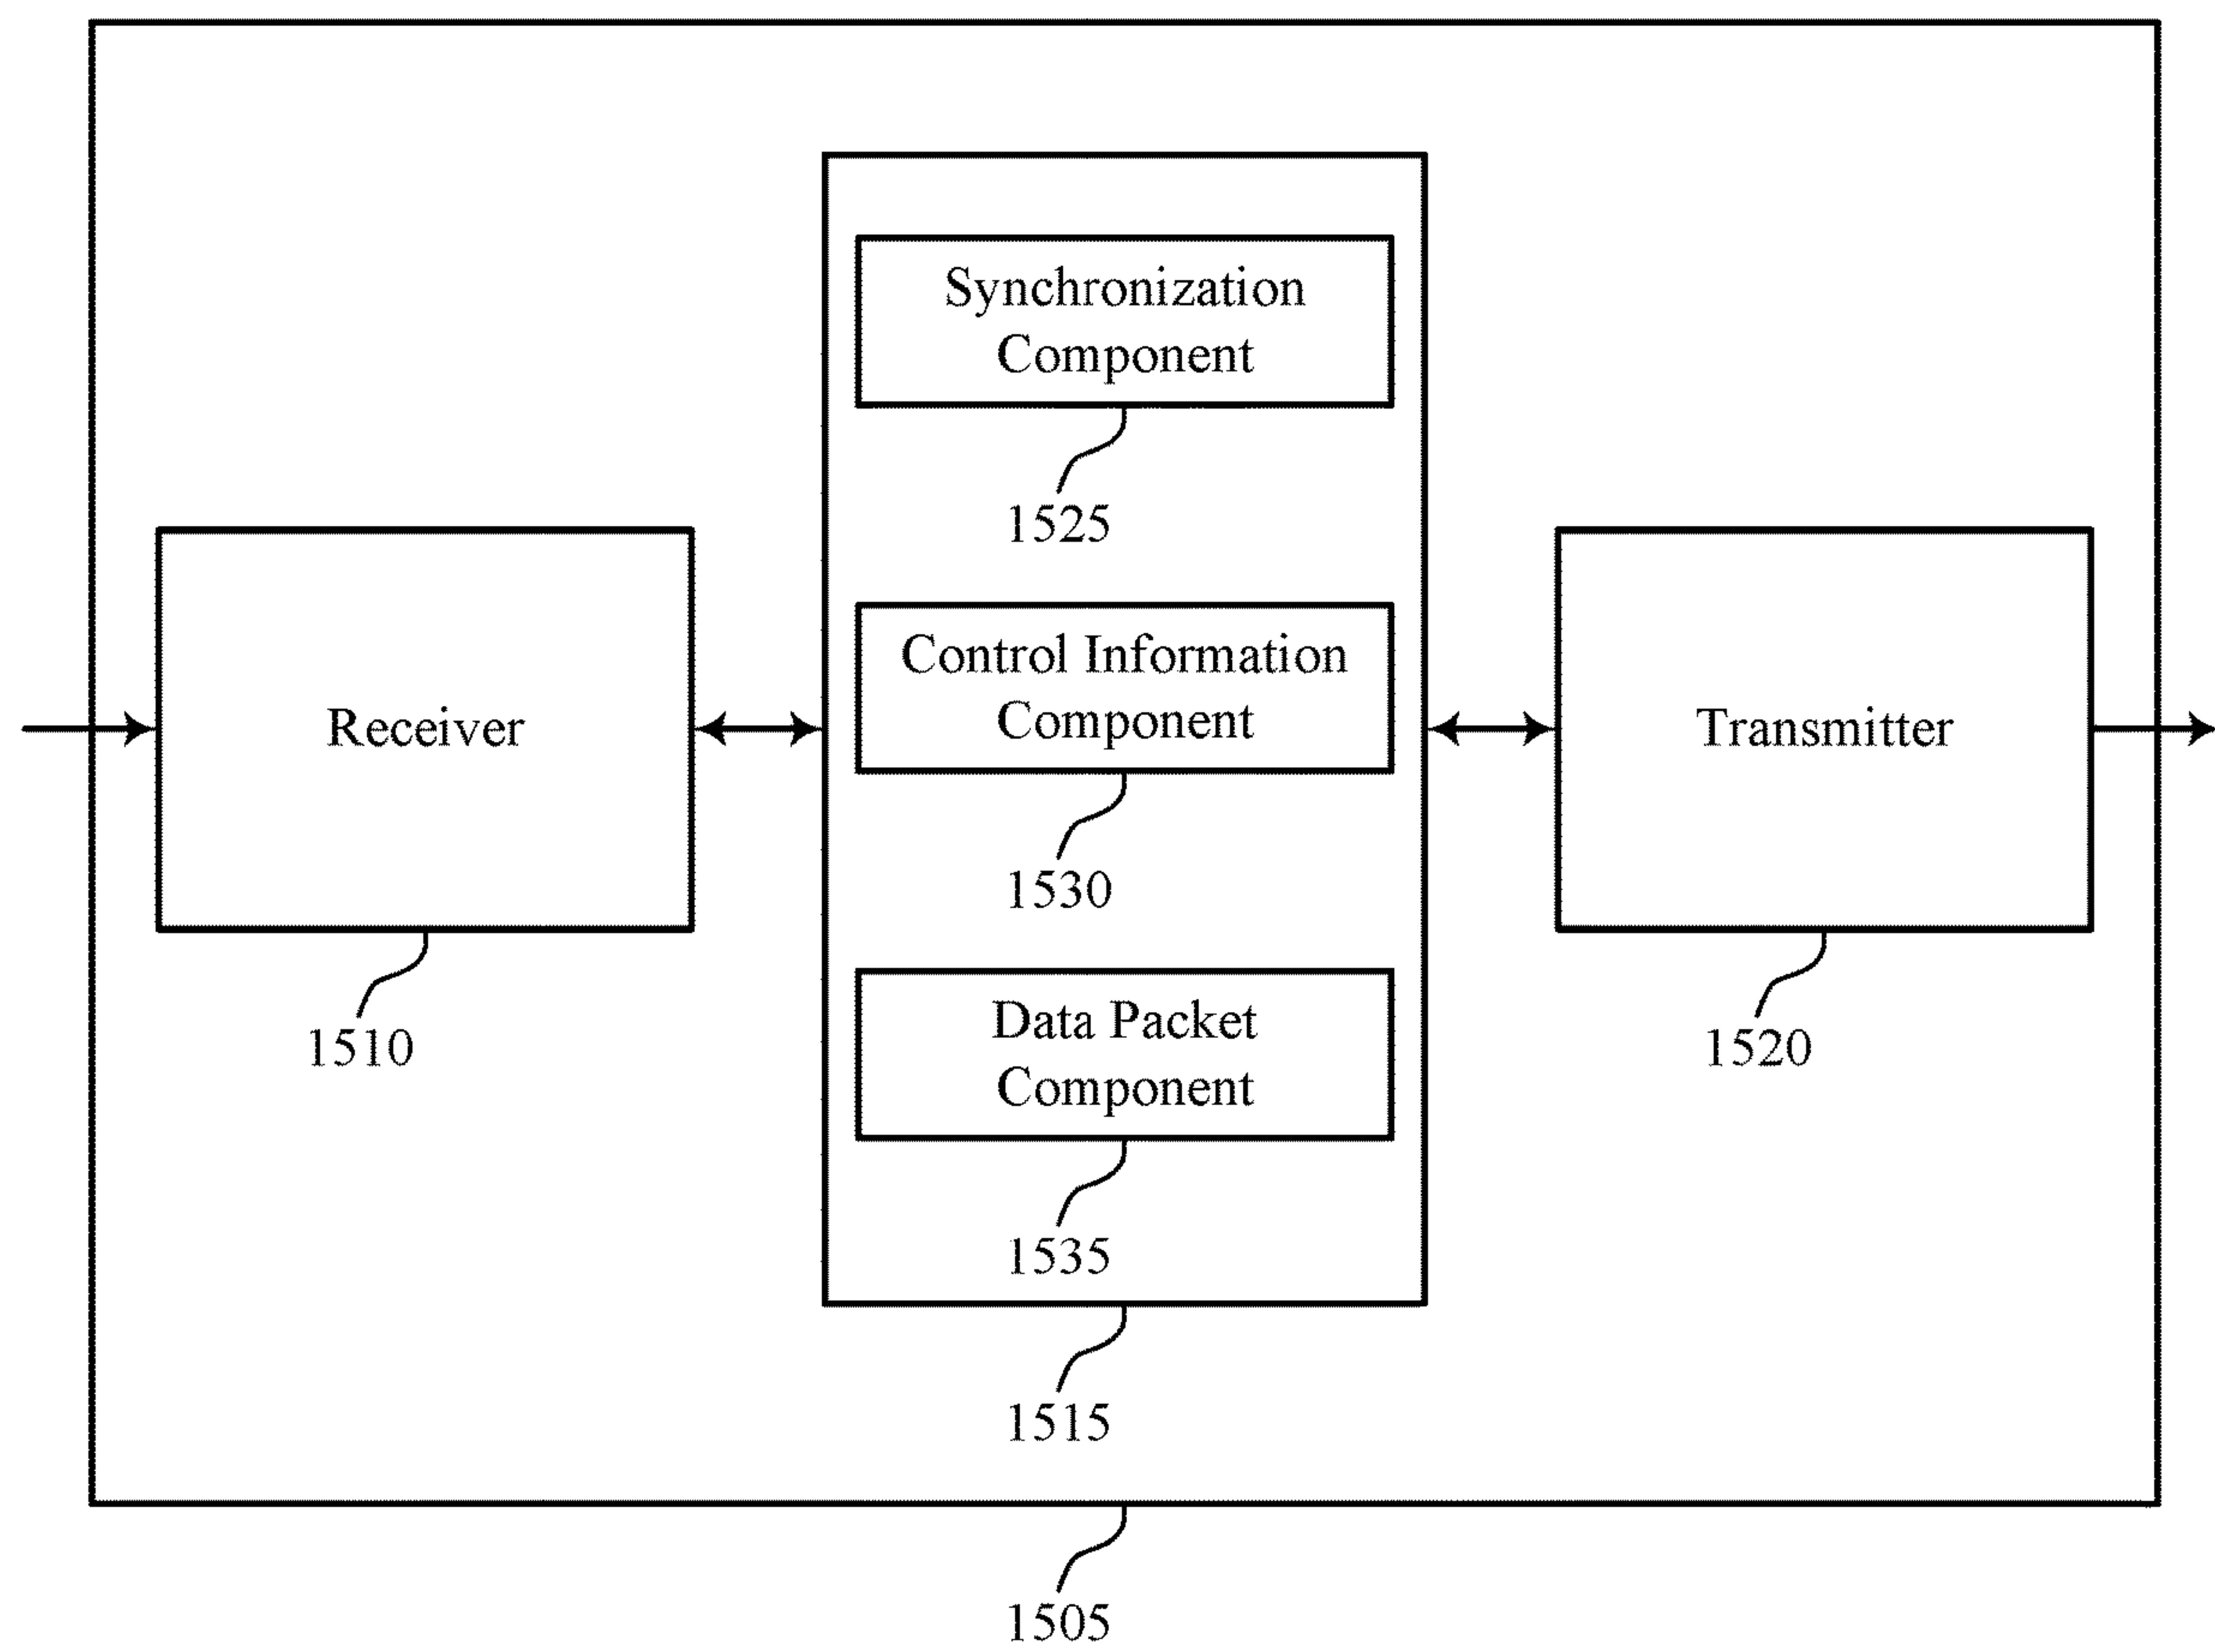 Synchronization
Component
1525
Control Information
Component
1530
Data Packet
Component
1535
Receiver
1510
Transmitter
1520
1515
1505